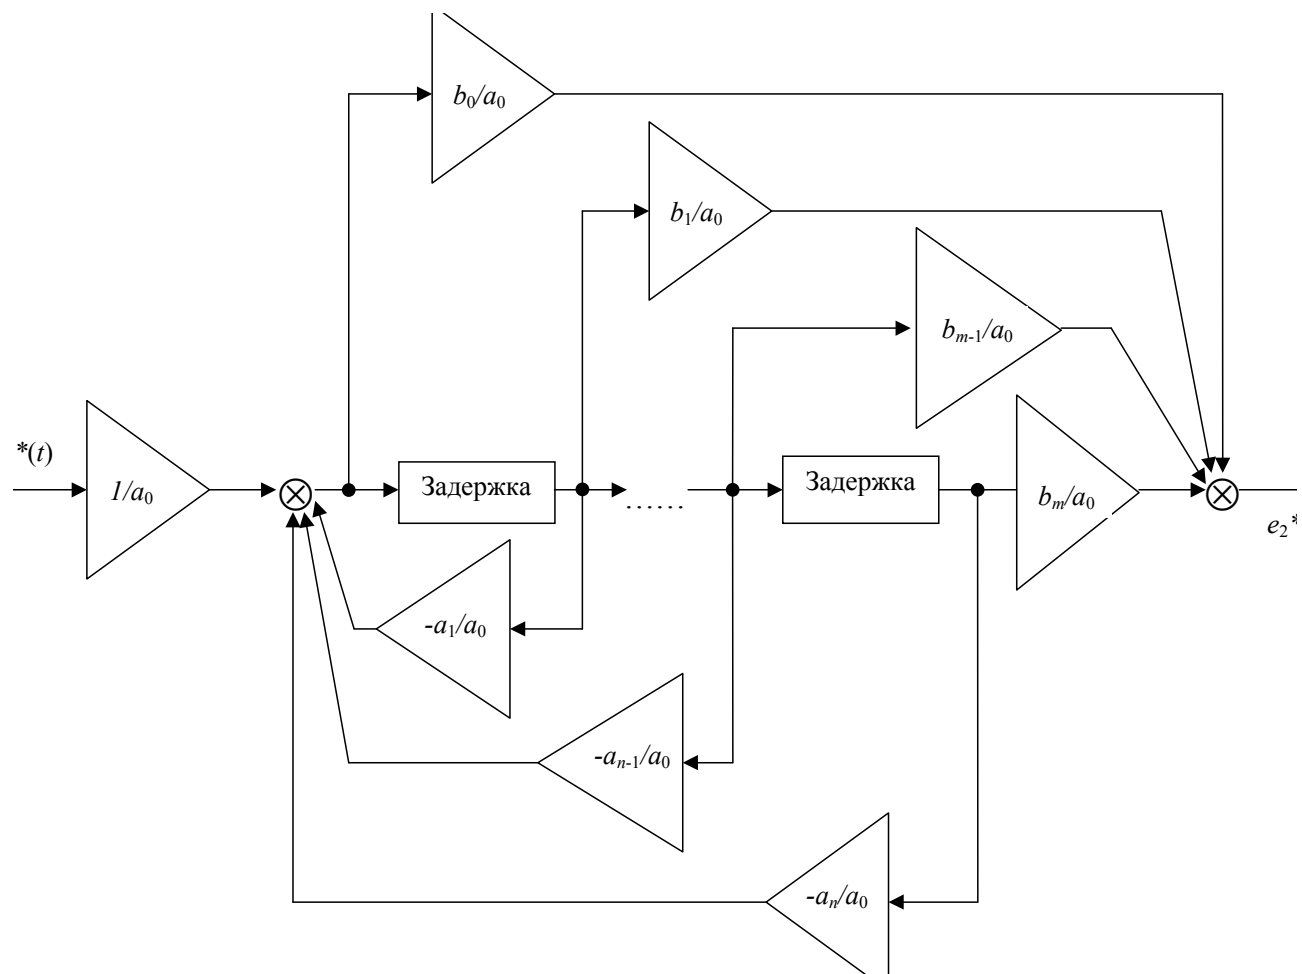 b₀/a₀
b₁/a₀
bₘ₋₁/a₀
*(t)
1/a₀
Задержка
......
Задержка
bₘ/a₀
e₂*
-a₁/a₀
-aₙ₋₁/a₀
-aₙ/a₀